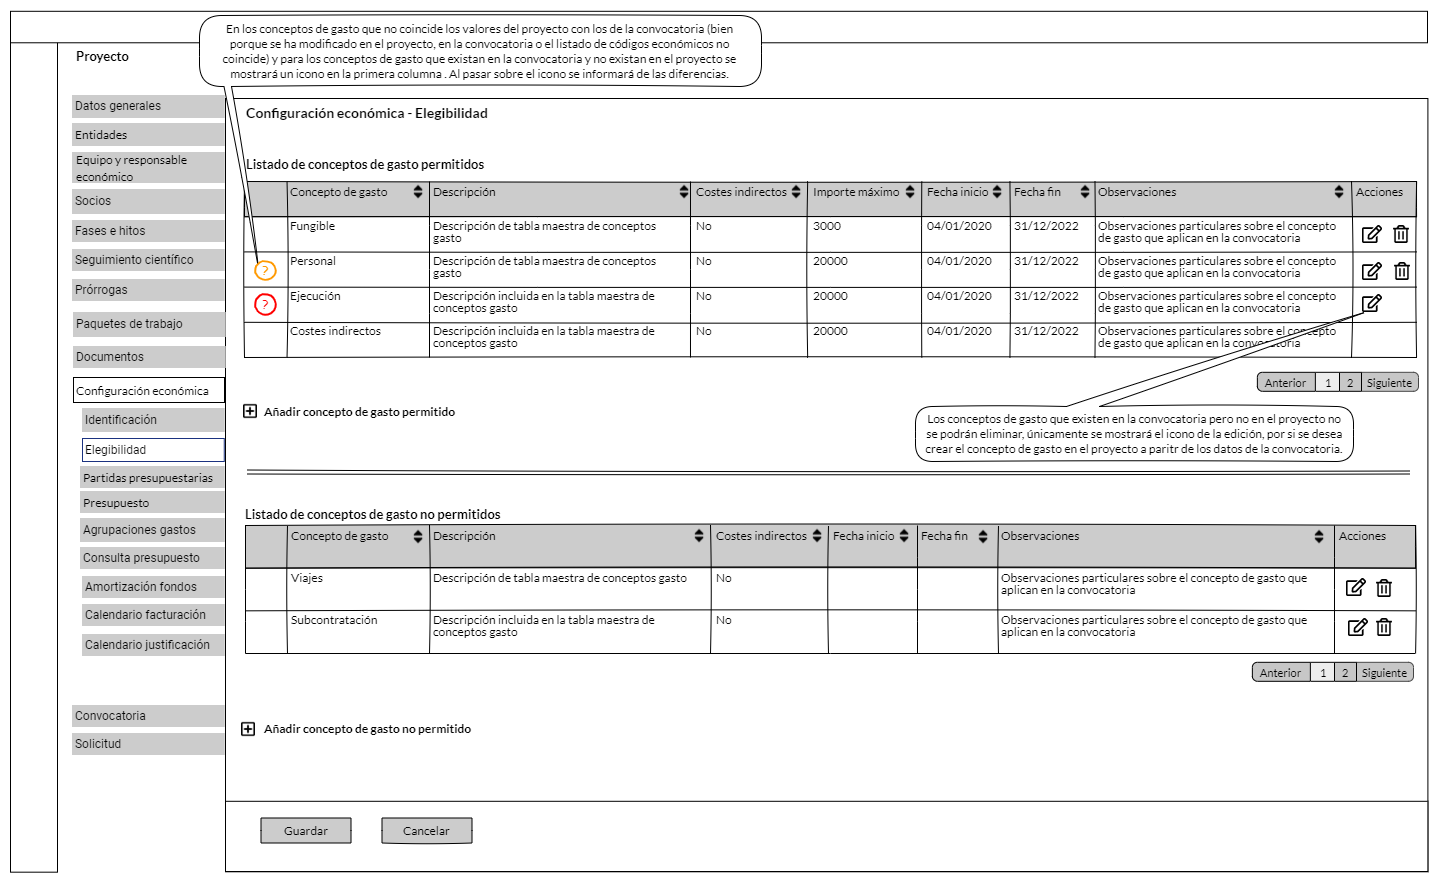 En los conceptos de gasto que no coincide los valores del proyecto con los de la convocatoria (bien
porque se ha modificado en el proyecto, en la convocatoria o el listado de códigos económicos no
coincide) y para los conceptos de gasto que existan en la convocatoria y no existan en el proyecto se
mostrará un icono en la primera columna . Al pasar sobre el icono se informará de las diferencias.
Proyecto
Datos generales
Entidades
Equipo y responsable
económico
Socios
Fases e hitos
Seguimiento científico
Prórrogas
Paquetes de trabajo
Documentos
Configuración económica
Identificación
Elegibilidad
Partidas presupuestarias
Presupuesto
Agrupaciones gastos
Consulta presupuesto
Amortización fondos
Calendario facturación
Calendario justificación
Convocatoria
Solicitud
Configuración económica - Elegibilidad
Listado de conceptos de gasto permitidos
Concepto de gasto Descripción Costes indirectos Importe máximo Fecha inicio Fecha fin Observaciones Acciones
Fungible Descripción de tabla maestra de conceptos No 3000 04/01/2020 31/12/2022 Observaciones particulares sobre el concepto
gasto de gasto que aplican en la convocatoria
? Personal Descripción de tabla maestra de conceptos No 20000 04/01/2020 31/12/2022 Observaciones particulares sobre el concepto
gasto de gasto que aplican en la convocatoria
? Ejecución Descripción incluida en la tabla maestra de No 20000 04/01/2020 31/12/2022 Observaciones particulares sobre el concepto
conceptos gasto de gasto que aplican en la convocatoria
Costes indirectos Descripción incluida en la tabla maestra de No 20000 04/01/2020 31/12/2022 Observaciones particulares sobre el concepto
conceptos gasto de gasto que aplican en la convocatoria
Anterior 1 2 Siguiente
Añadir concepto de gasto permitido
Los conceptos de gasto que existen en la convocatoria pero no en el proyecto no
se podrán eliminar, únicamente se mostrará el icono de la edición, por si se desea
crear el concepto de gasto en el proyecto a paritr de los datos de la convocatoria.
Listado de conceptos de gasto no permitidos
Concepto de gasto Descripción Costes indirectos Fecha inicio Fecha fin Observaciones Acciones
Viajes Descripción de tabla maestra de conceptos gasto No Observaciones particulares sobre el concepto de gasto que
aplican en la convocatoria
Subcontratación Descripción incluida en la tabla maestra de No Observaciones particulares sobre el concepto de gasto que
conceptos gasto aplican en la convocatoria
Anterior 1 2 Siguiente
Añadir concepto de gasto no permitido
Guardar Cancelar